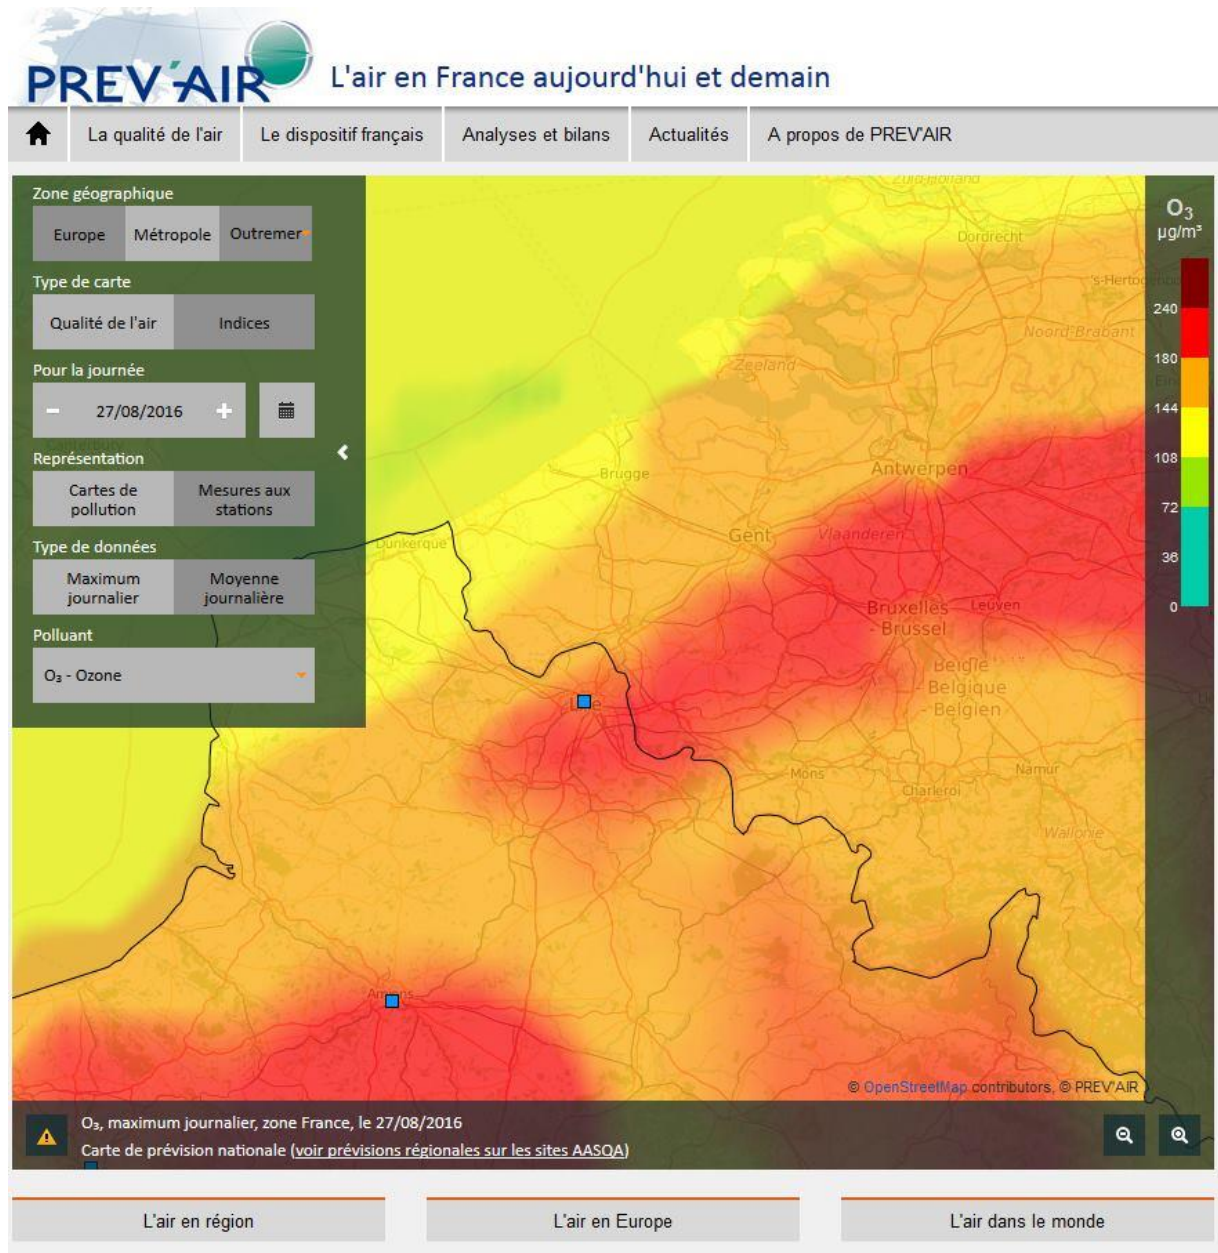 PREV'AIR
L'air en France aujourd'hui et demain
La qualité de l'air
Le dispositif français
Analyses et bilans
Actualités
A propos de PREV'AIR
Zone géographique
Europe
Métropole
Outremer
Type de carte
Qualité de l'air
Indices
Pour la journée
27/08/2016
Représentation
Cartes de
pollution
Mesures aux
stations
Type de données
Maximum
journalier
Moyenne
journalière
Polluant
O₃ - Ozone
Zuid-Holland
Dordrecht
Noord-Brabant
Zeeland
Antwerpen
Brugge
Gent
Vlaanderen
Dunkerque
Bruxelles
- Brussel
Leuven
België
- Belgique
- Belgien
Mons
Namur
Charleroi
Wallonie
O₃
µg/m³
240
180
144
108
72
36
0
© OpenStreetMap contributors, © PREV'AIR
O₃, maximum journalier, zone France, le 27/08/2016
Carte de prévision nationale (voir prévisions régionales sur les sites AASQA)
L'air en région
L'air en Europe
L'air dans le monde